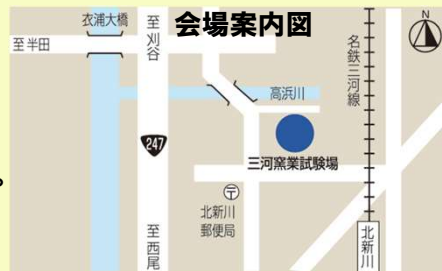 会場案内図
衣浦大橋
至刈谷
至半田
名鉄三河線
N
高浜川
247
三河窯業試験場
。
〒
北新川
郵便局
至西尾
北新川